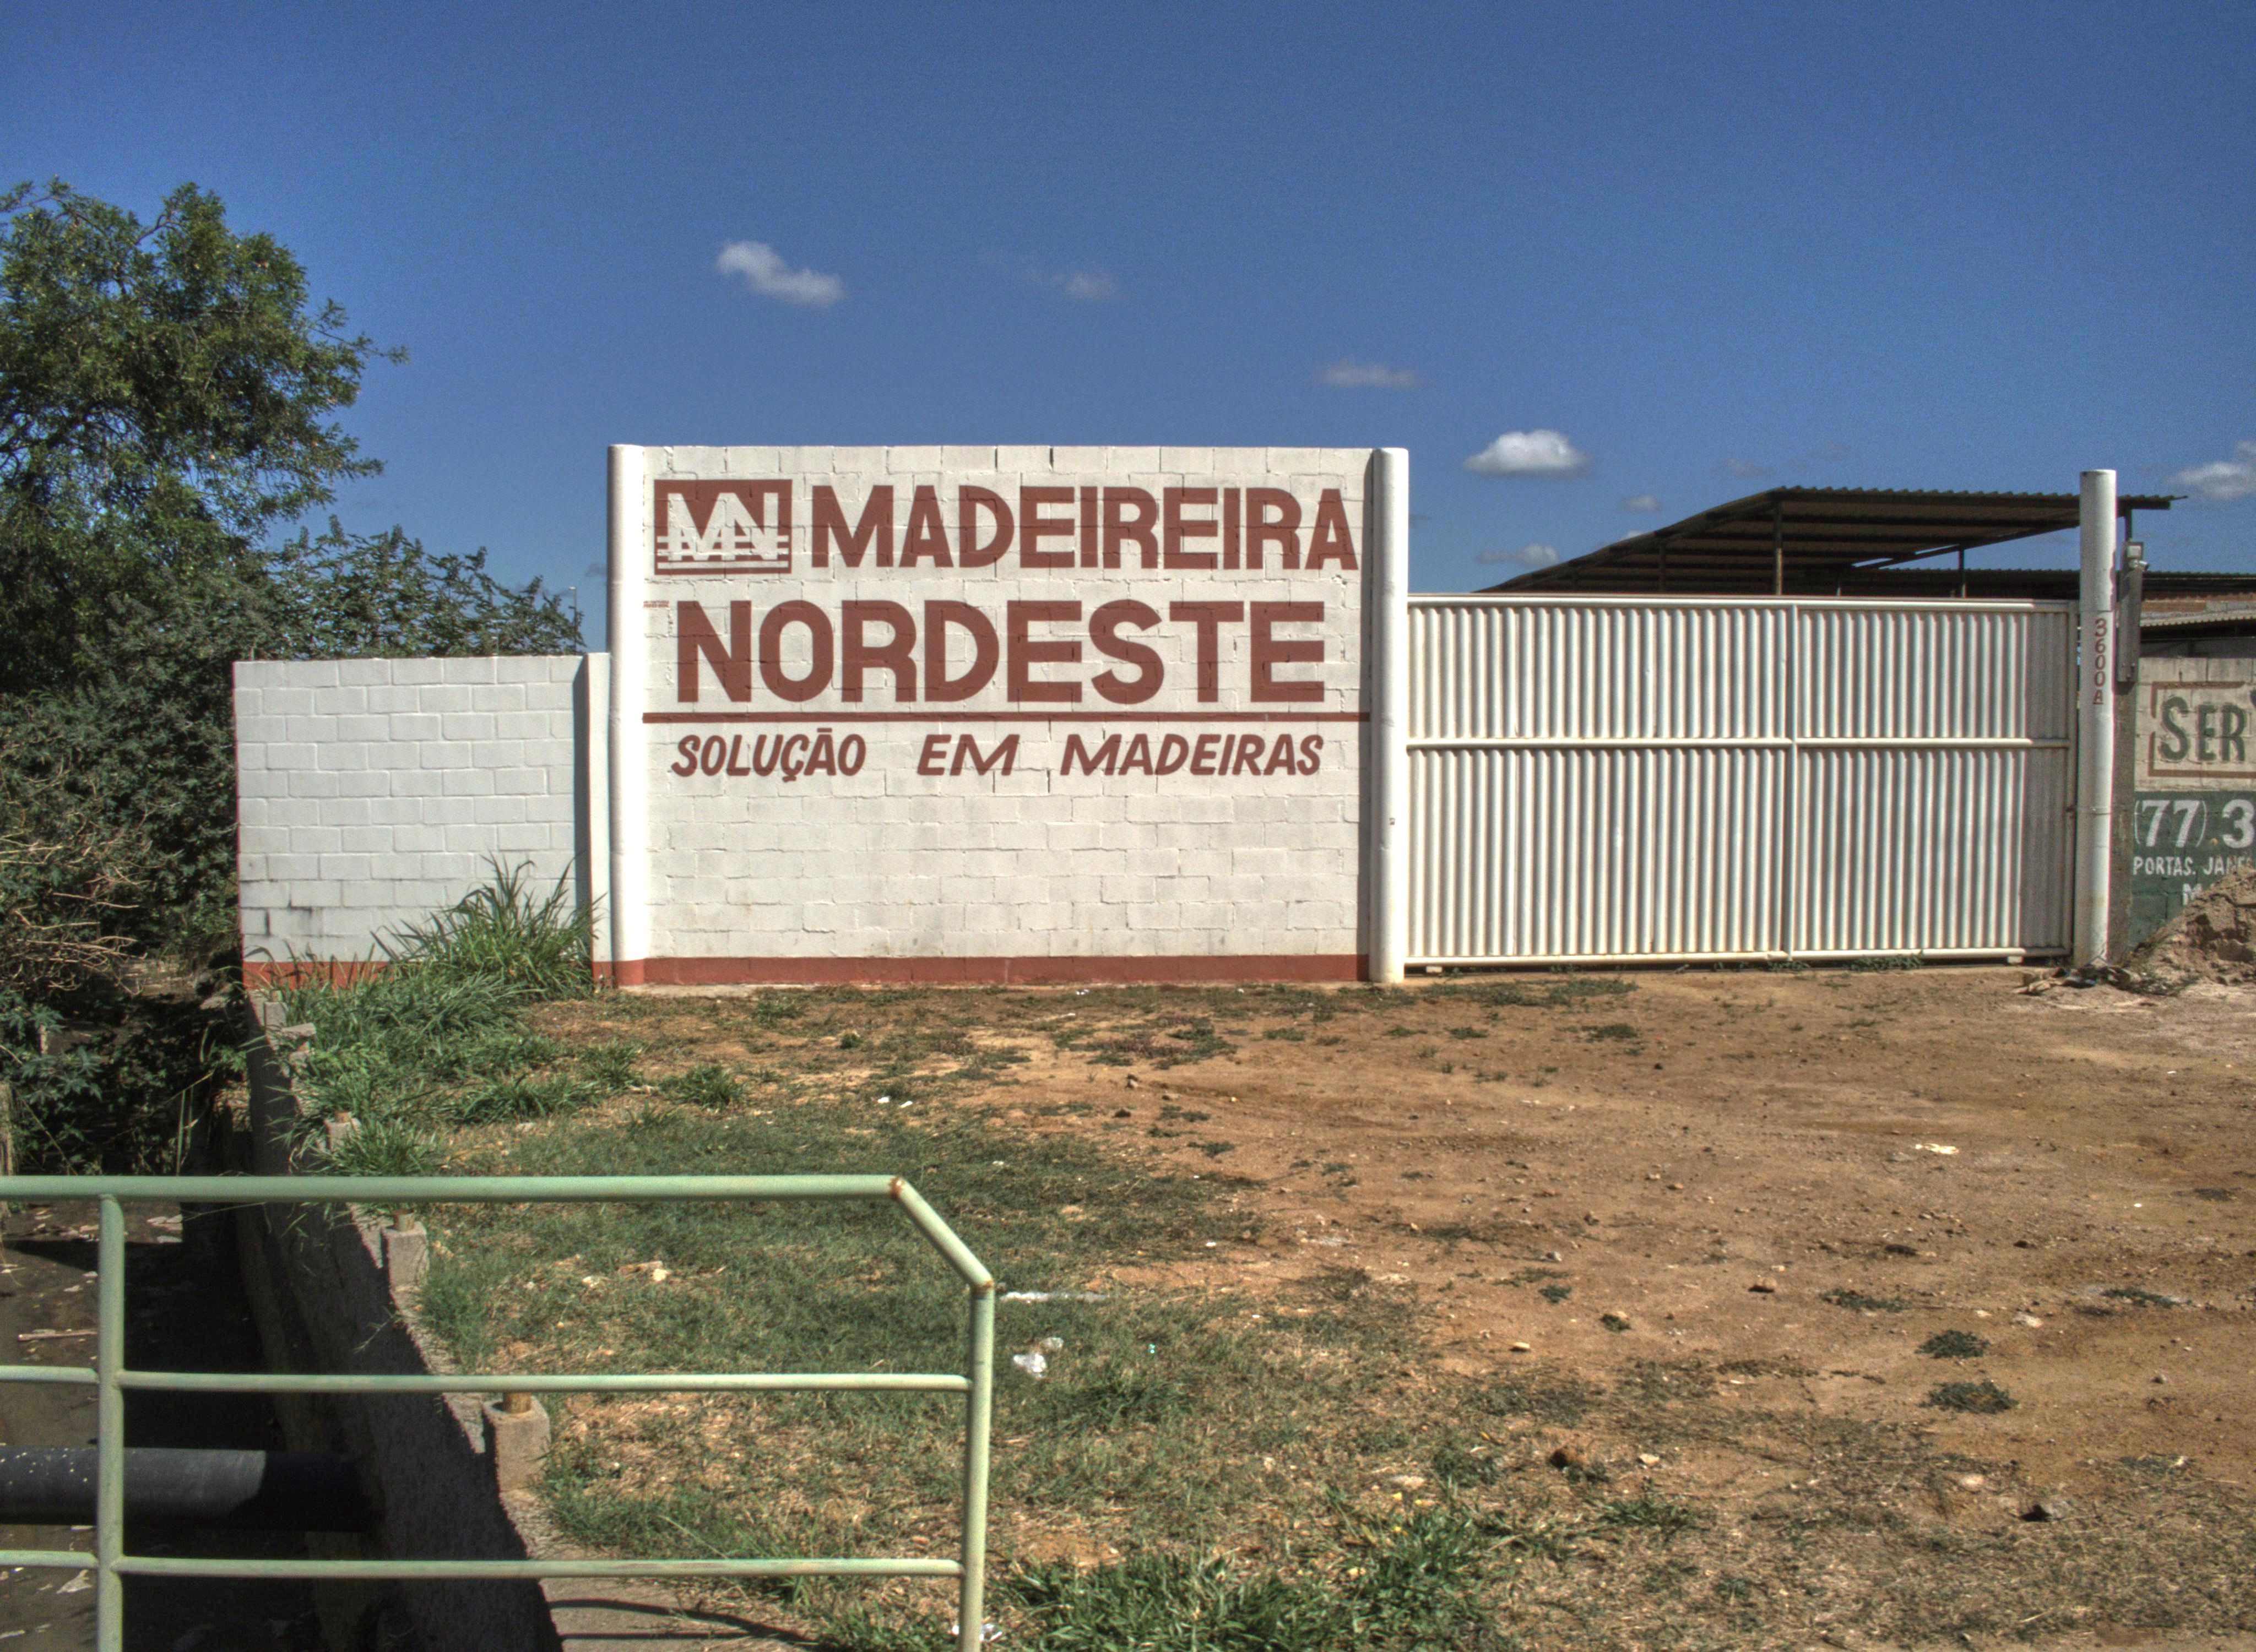 MN MADEIREIRA
NORDESTE
SOLUÇÃO EM MADEIRAS
3600A
SER
(77) 3
PORTAS. JANE